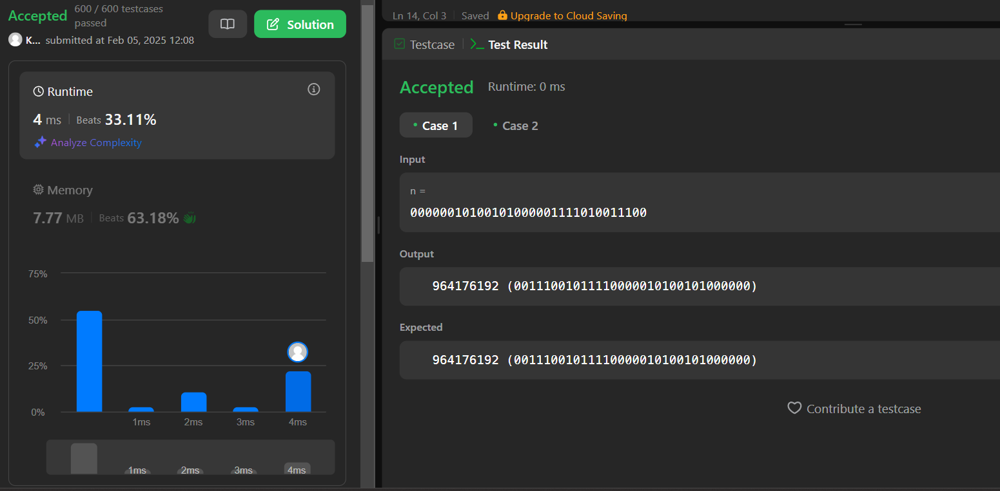 Accepted
600 / 600 testcases
passed
K... submitted at Feb 05, 2025 12:08
Solution
Runtime
4 ms Beats 33.11%
Analyze Complexity
Memory
7.77 MB Beats 63.18%
75%
50%
25%
0%
1ms 2ms 3ms 4ms
1ms 2ms 3ms 4ms
Ln 14, Col 3 Saved Upgrade to Cloud Saving
Testcase Test Result
Accepted Runtime: 0 ms
• Case 1 • Case 2
Input
n =
00000010100101000001111010011100
Output
964176192 (00111001011110000010100101000000)
Expected
964176192 (00111001011110000010100101000000)
Contribute a testcase